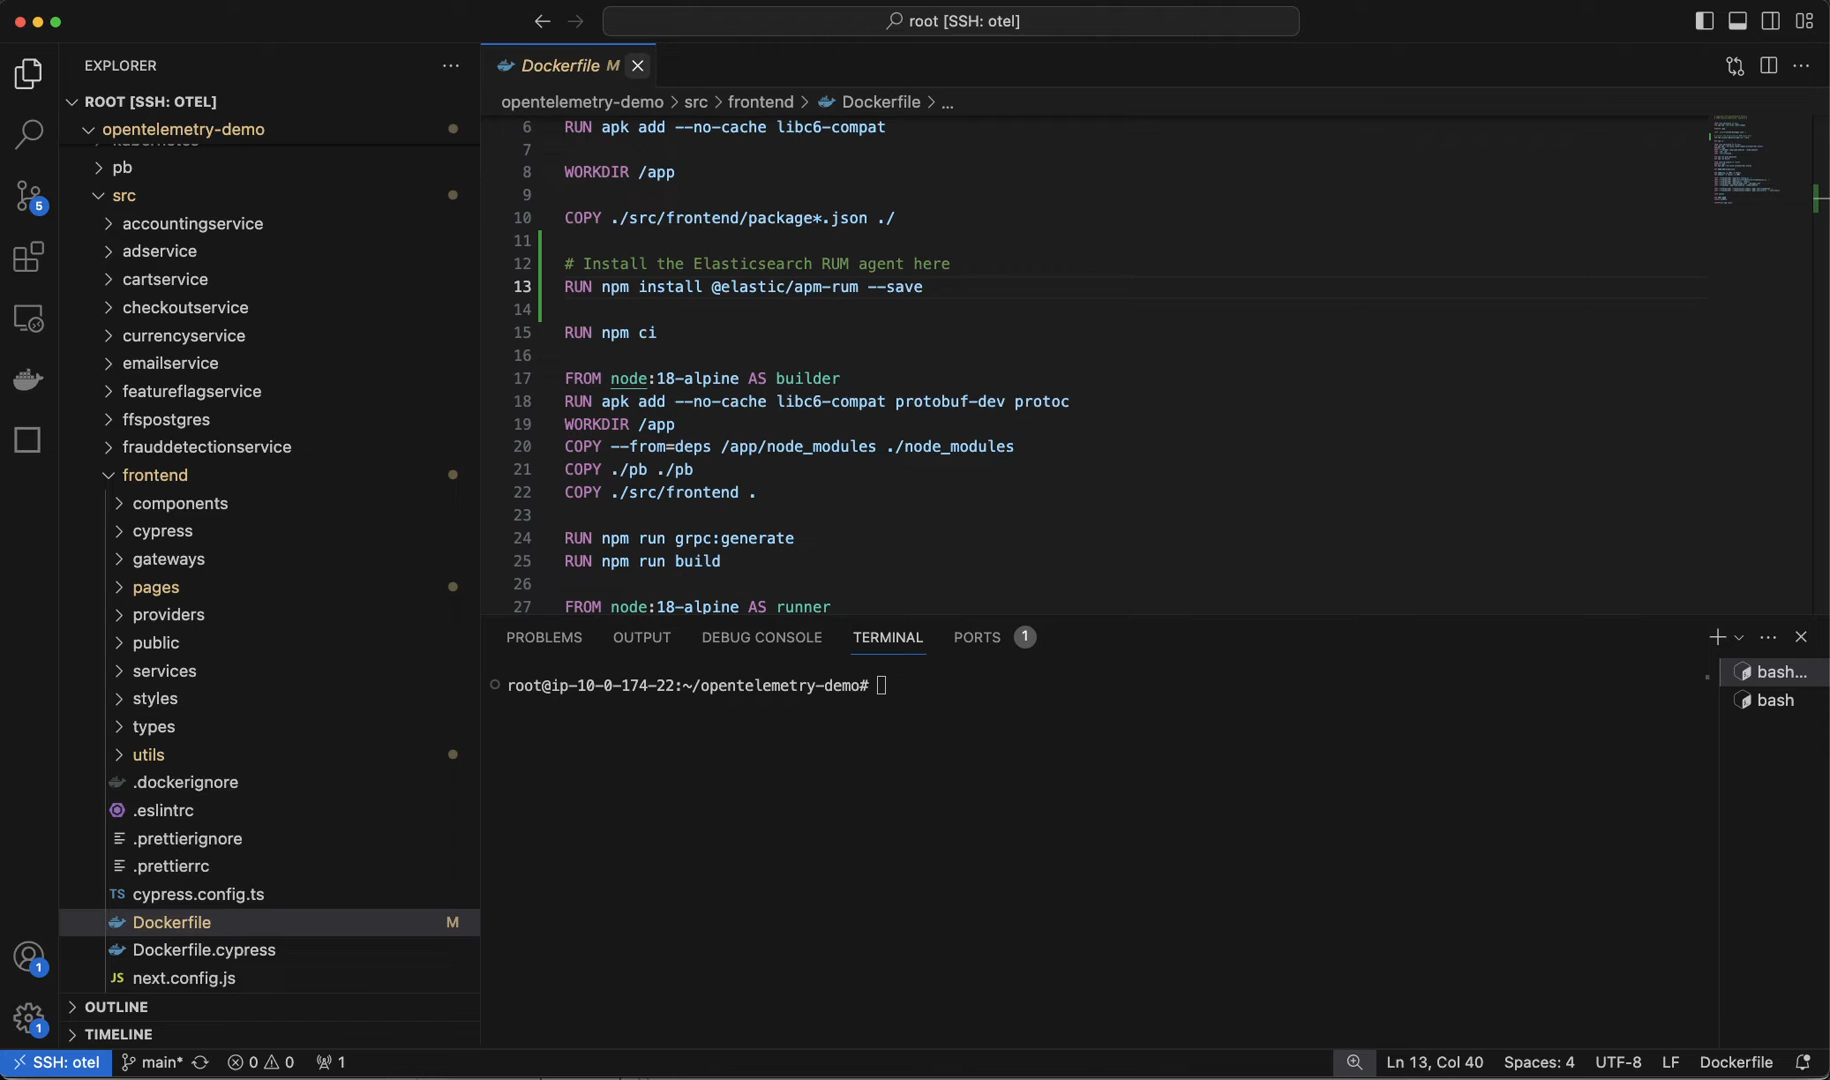 root [SSH: otel]
EXPLORER
ROOT [SSH: OTEL]
opentelemetry-demo
kubernetes
pb
src
accountingservice
adservice
cartservice
checkoutservice
currencyservice
emailservice
featureflagservice
ffspostgres
frauddetectionservice
frontend
components
cypress
gateways
pages
providers
public
services
styles
types
utils
.dockerignore
.eslintrc
.prettierignore
.prettierrc
TS cypress.config.ts
Dockerfile M
Dockerfile.cypress
JS next.config.js
OUTLINE
TIMELINE
5
1
1
Dockerfile M
opentelemetry-demo > src > frontend > Dockerfile > ...
6 RUN apk add --no-cache libc6-compat
7
8 WORKDIR /app
9
10 COPY ./src/frontend/package*.json ./
11
12 # Install the Elasticsearch RUM agent here
13 RUN npm install @elastic/apm-rum --save
14
15 RUN npm ci
16
17 FROM node:18-alpine AS builder
18 RUN apk add --no-cache libc6-compat protobuf-dev protoc
19 WORKDIR /app
20 COPY --from=deps /app/node_modules ./node_modules
21 COPY ./pb ./pb
22 COPY ./src/frontend .
23
24 RUN npm run grpc:generate
25 RUN npm run build
26
27 FROM node:18-alpine AS runner
PROBLEMS OUTPUT DEBUG CONSOLE TERMINAL PORTS 1
root@ip-10-0-174-22:~/opentelemetry-demo#
bash...
bash
SSH: otel main* 0 0 1 Ln 13, Col 40 Spaces: 4 UTF-8 LF Dockerfile